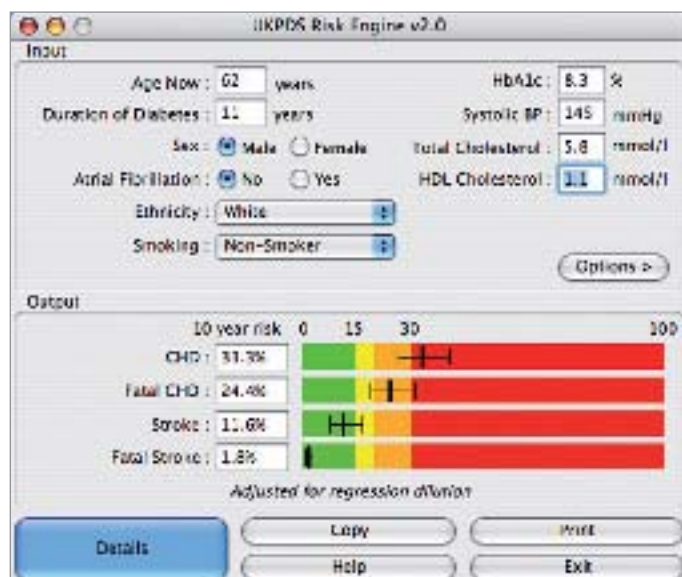 UKPDS Risk Engine v2.0
Input
Age Now : 62 years
HbA1c : 8.3 %
Duration of Diabetes : 11 years
Systolic BP : 145 mmHg
Sex : Male Female
Total Cholesterol : 5.8 mmol/l
Atrial Fibrillation : No Yes
HDL Cholesterol : 1.1 mmol/l
Ethnicity : White
Smoking : Non-Smoker
Options >
Output
10 year risk 0 15 30 100
CHD : 33.3%
Fatal CHD : 24.4%
Stroke : 11.6%
Fatal Stroke : 1.8%
Adjusted for regression dilution
Details
Copy
Print
Help
Exit